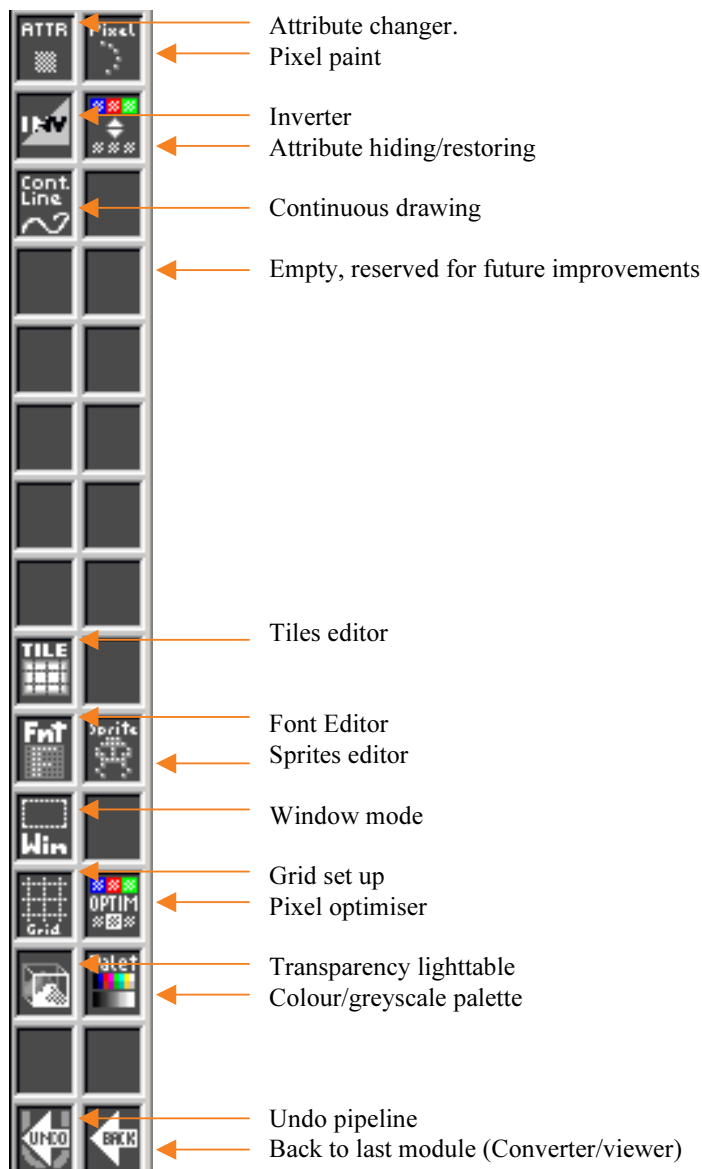 ATTR
Pixel
Attribute changer.
Pixel paint
INV
Inverter
Attribute hiding/restoring
Cont.
Line
Continuous drawing
Empty, reserved for future improvements
TILE
Tiles editor
Fnt
Sprite
Font Editor
Sprites editor
Win
Window mode
Grid
OPTIM
Grid set up
Pixel optimiser
Palet
Transparency lighttable
Colour/greyscale palette
UNDO
BACK
Undo pipeline
Back to last module (Converter/viewer)